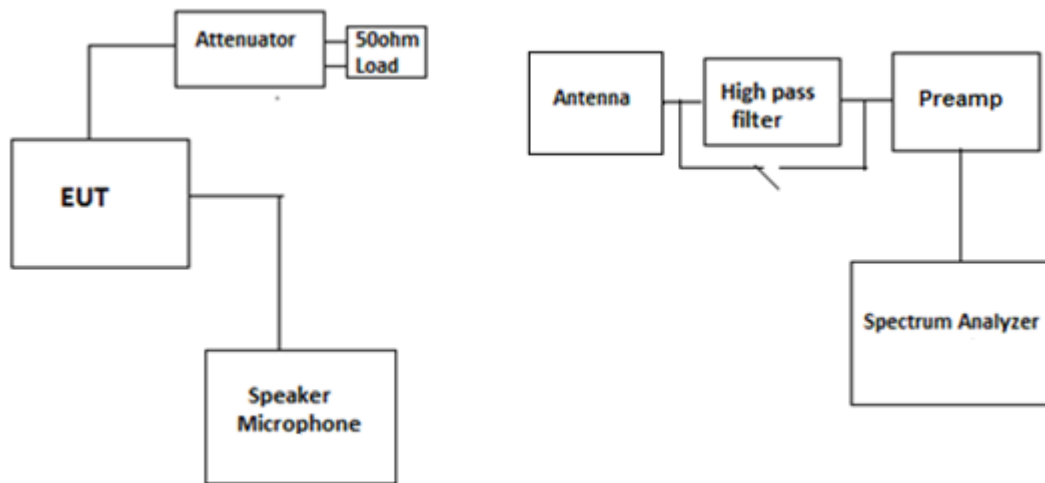 Attenuator
50ohm
Load
EUT
Speaker
Microphone
Antenna
High pass
filter
Preamp
Spectrum Analyzer